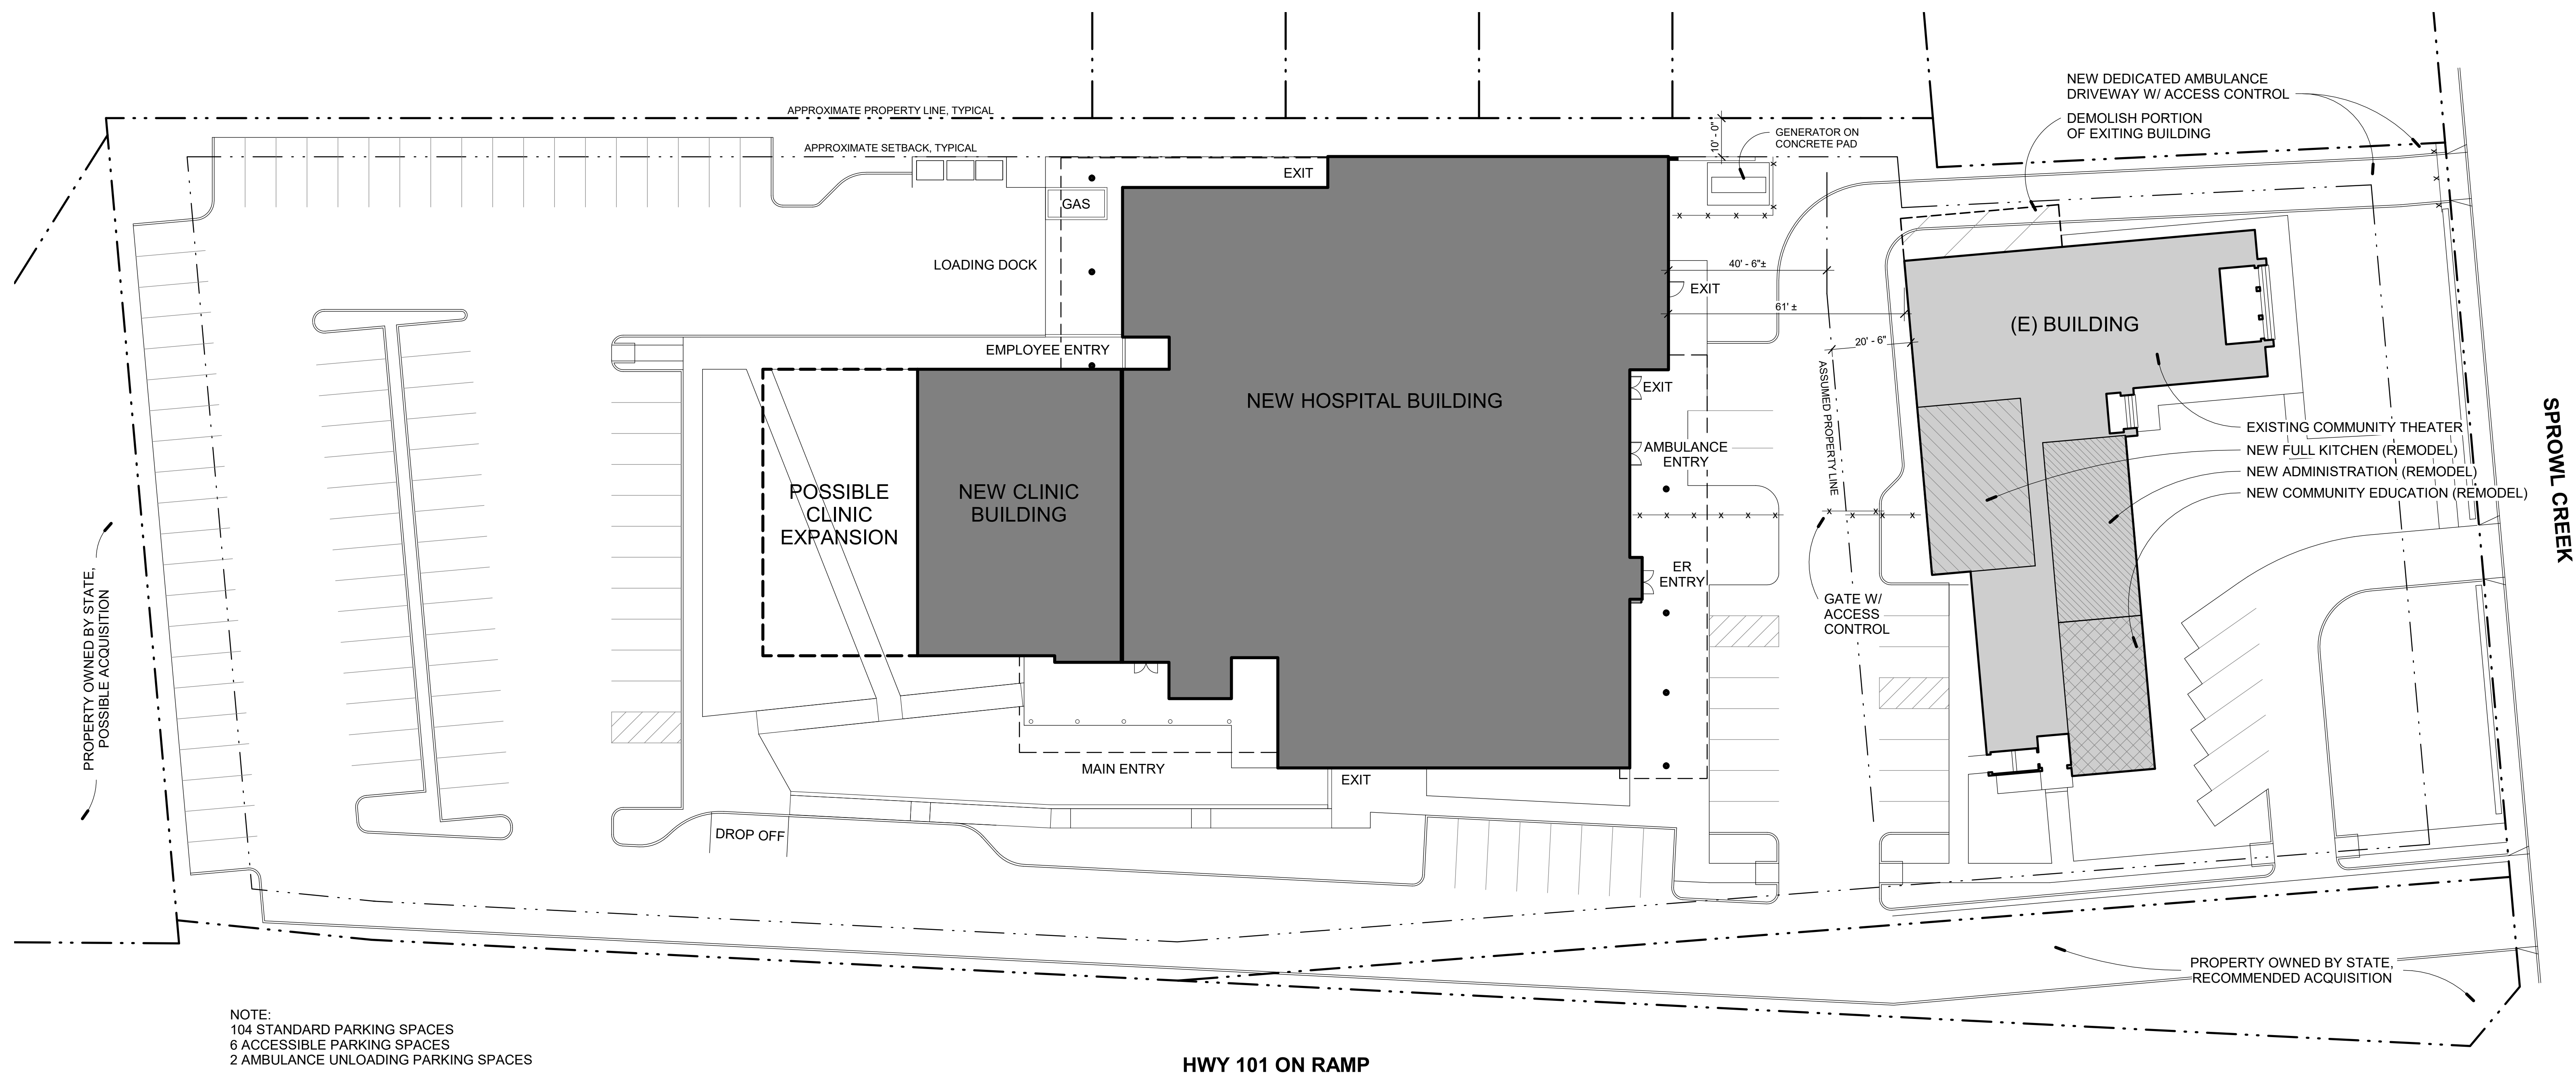 NEW DEDICATED AMBULANCE
DRIVEWAY W/ ACCESS CONTROL
DEMOLISH PORTION
OF EXITING BUILDING
APPROXIMATE PROPERTY LINE, TYPICAL
APPROXIMATE SETBACK, TYPICAL
10' - 0"
GENERATOR ON
CONCRETE PAD
EXIT
GAS
LOADING DOCK
40' - 6"±
EXIT
61' ±
(E) BUILDING
20' - 6"
EMPLOYEE ENTRY
ASSUMED PROPERTY LINE
EXIT
NEW HOSPITAL BUILDING
SPROWL CREEK
EXISTING COMMUNITY THEATER
NEW FULL KITCHEN (REMODEL)
NEW ADMINISTRATION (REMODEL)
NEW COMMUNITY EDUCATION (REMODEL)
AMBULANCE
ENTRY
POSSIBLE
CLINIC
EXPANSION
NEW CLINIC
BUILDING
ER
ENTRY
GATE W/
ACCESS
CONTROL
PROPERTY OWNED BY STATE,
POSSIBLE ACQUISITION
MAIN ENTRY
EXIT
DROP OFF
PROPERTY OWNED BY STATE,
RECOMMENDED ACQUISITION
NOTE:
104 STANDARD PARKING SPACES
6 ACCESSIBLE PARKING SPACES
2 AMBULANCE UNLOADING PARKING SPACES
HWY 101 ON RAMP